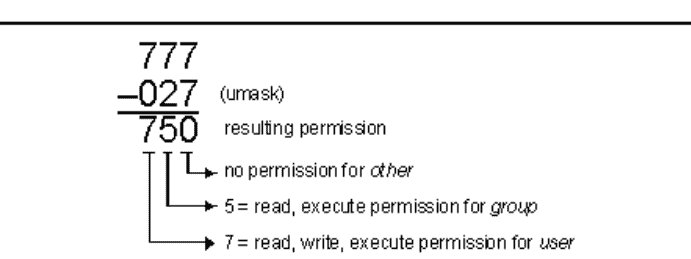 777
–027 (umask)
750 resulting permission
no permission for other
5 = read, execute permission for group
7 = read, write, execute permission for user